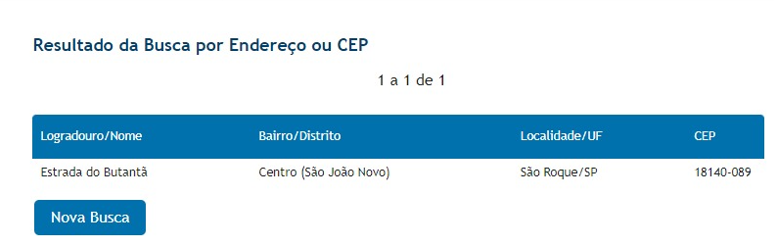 Resultado da Busca por Endereço ou CEP
1 a 1 de 1
Logradouro/Nome Bairro/Distrito Localidade/UF CEP
Estrada do Butantã Centro (São João Novo) São Roque/SP 18140-089
Nova Busca